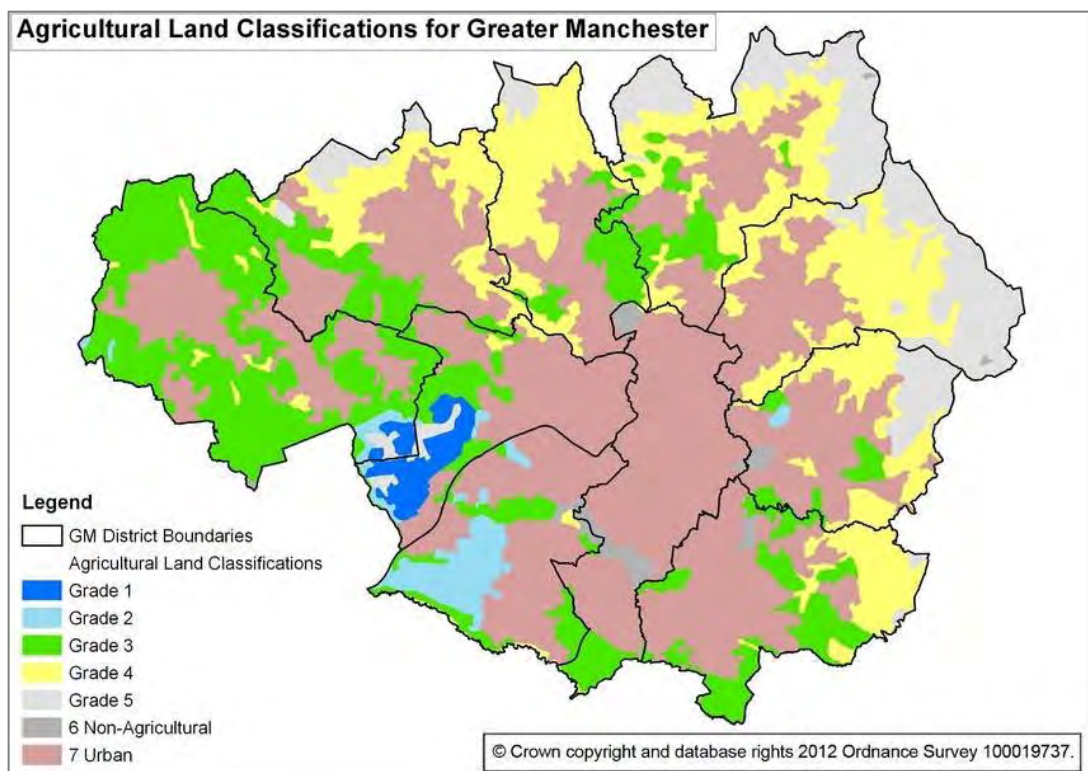 Agricultural Land Classifications for Greater Manchester
Legend
GM District Boundaries
Agricultural Land Classifications
Grade 1
Grade 2
Grade 3
Grade 4
Grade 5
6 Non-Agricultural
7 Urban
© Crown copyright and database rights 2012 Ordnance Survey 100019737.